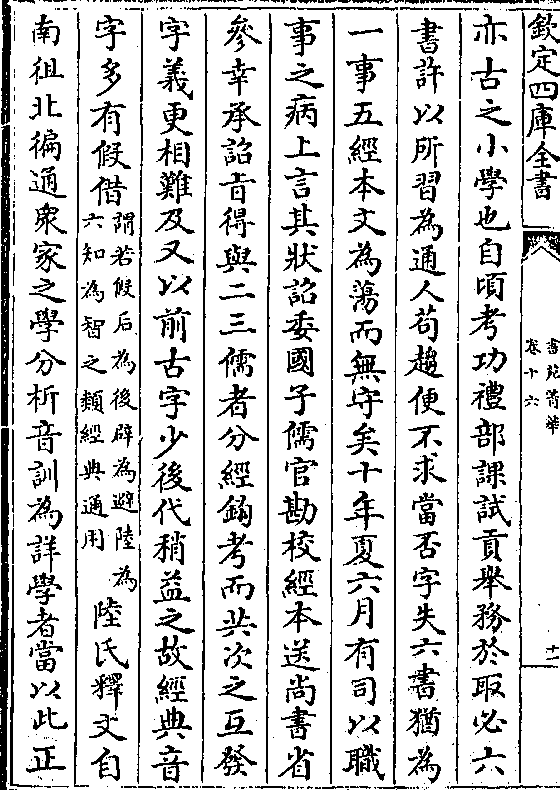 欽定四庫全書
書苑菁華
卷十六
十一
亦古之小學也自頃考功禮部課試貢舉務於取必六
書許以所習為通人苟趨便不求當否字失六書猶為
一事五經本文為蕩而無守矣十年夏六月有司以職
事之病上言其狀詔委國子儒官勘校經本送尚書省
參幸承詔旨得與二三儒者分經鉤考而共次之互發
字義更相難及又以前古字少後代稍益之故經典音
字多有假借謂若假后為後辟為避陸為
六知為智之類經典通用陸氏釋文自
南徂北徧通衆家之學分析音訓為詳學者當以此正